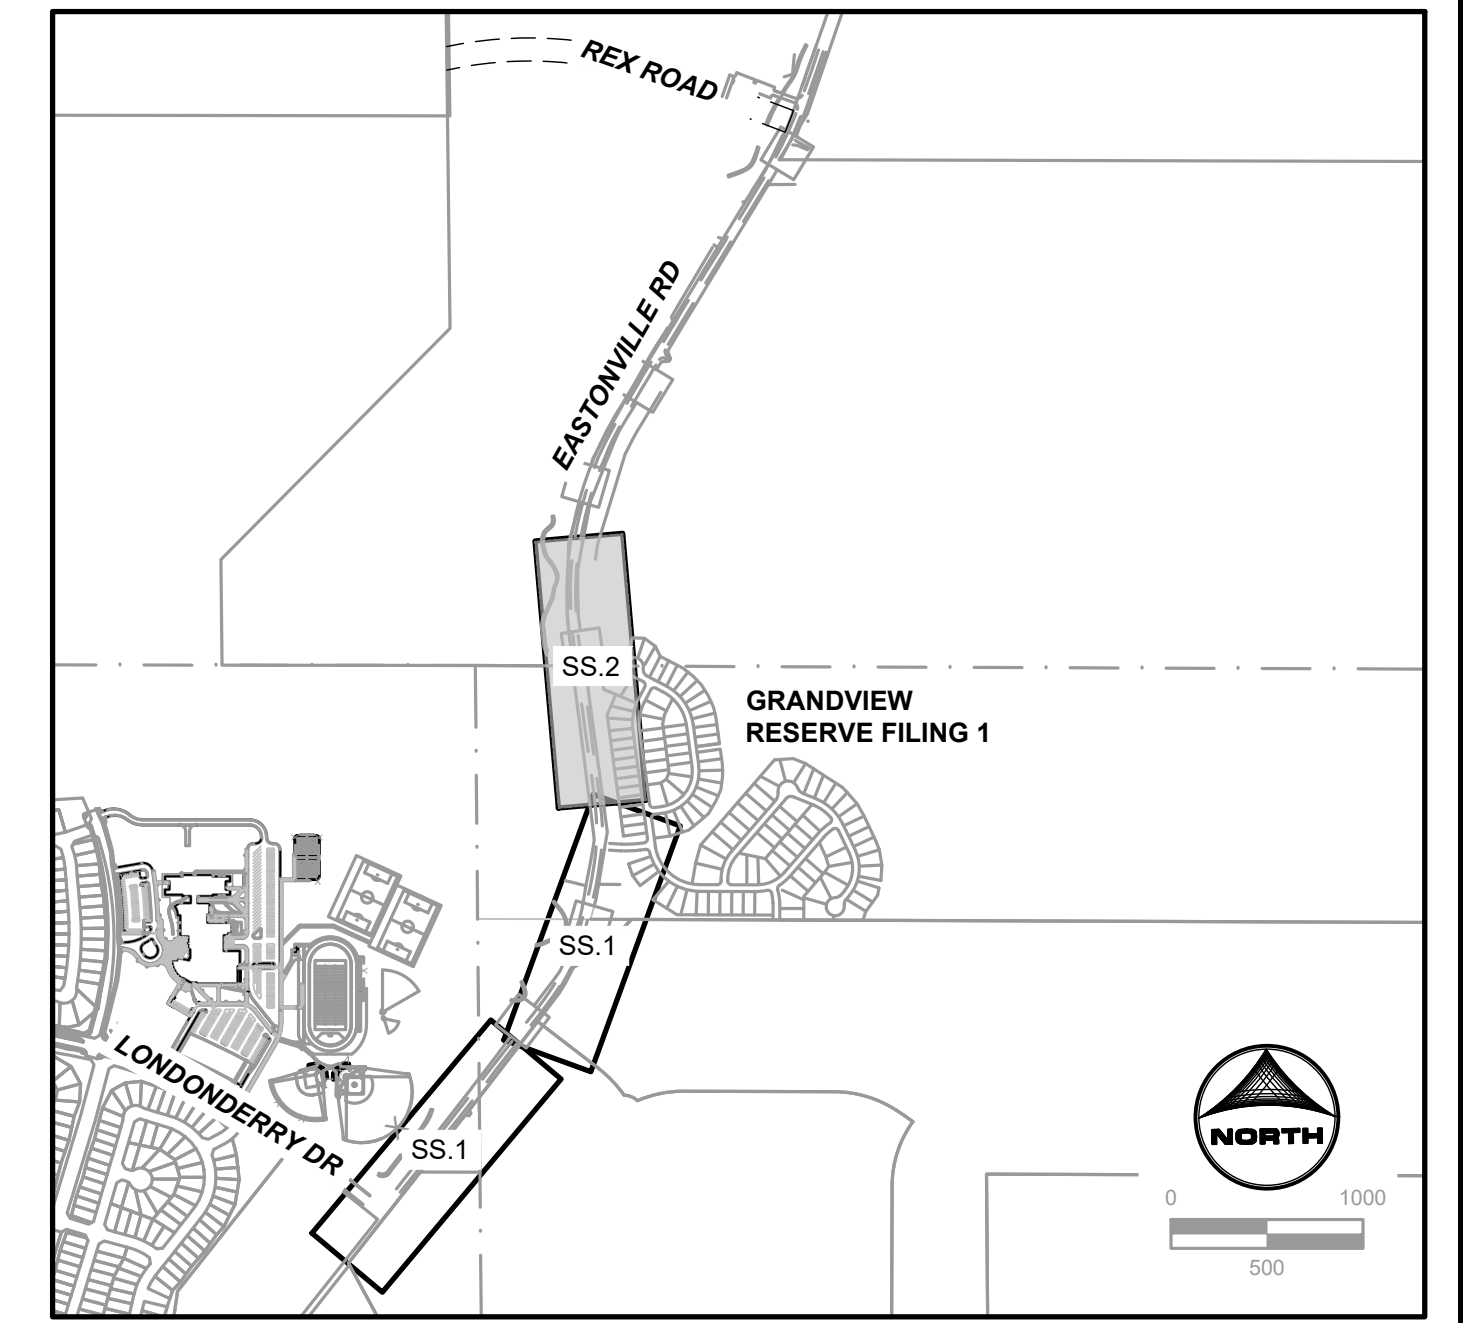 REX ROAD
EASTONVILLE RD
SS.2
GRANDVIEW
RESERVE FILING 1
SS.1
LONDONDERRY DR
SS.1
NORTH
0 1000
500